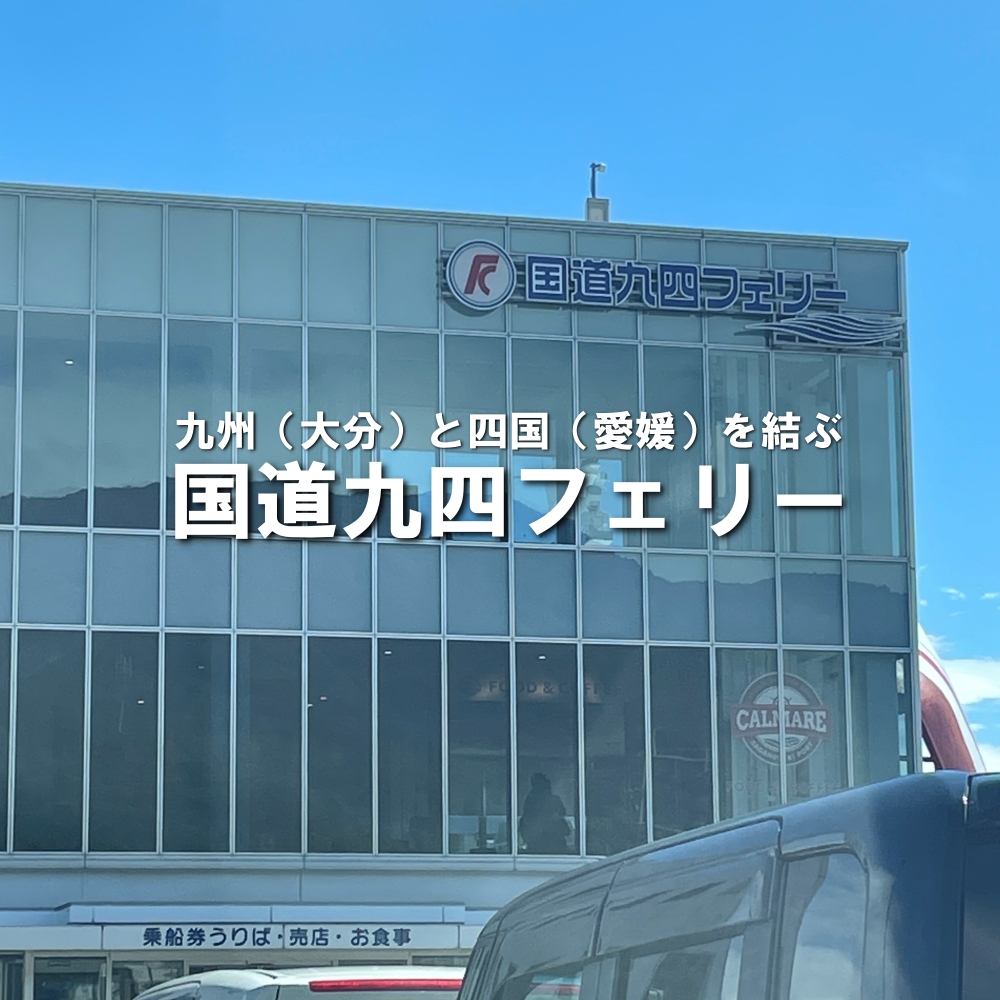 国道九四フェリー
九州（大分）と四国（愛媛）を結ぶ
国道九四フェリー
FOOD & COFFEE
CALMARE
乗船券うりば・売店・お食事